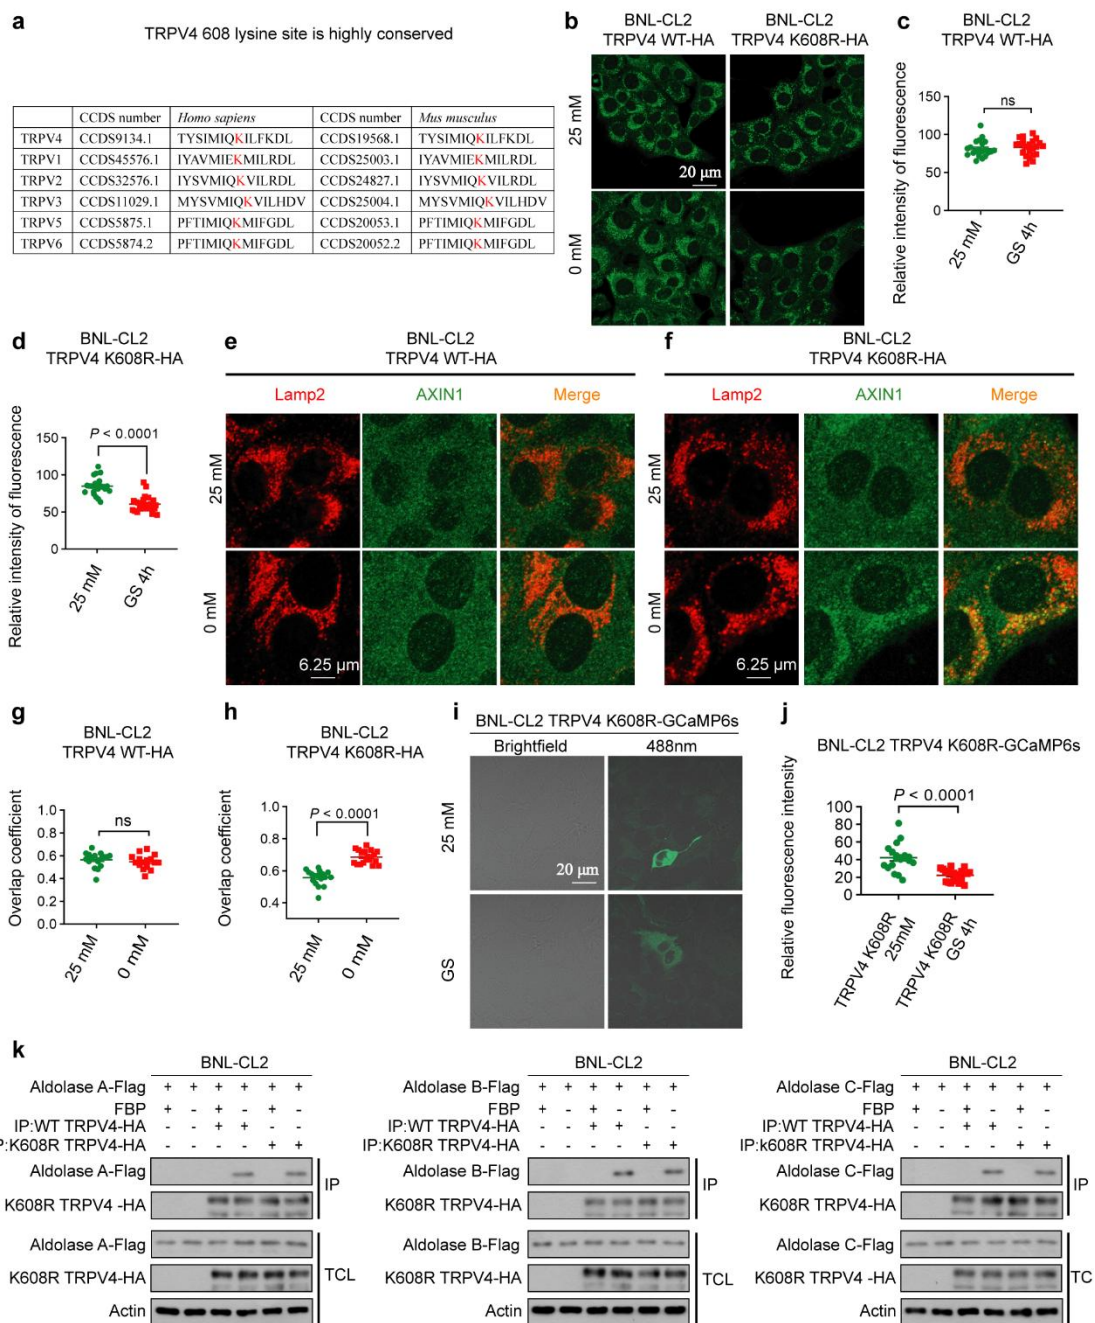 a
TRPV4 608 lysine site is highly conserved
CCDS number Homo sapiens CCDS number Mus musculus
TRPV4 CCDS9134.1 TYSIMIQKILFKDL CCDS19568.1 TYSIMIQKILFKDL
TRPV1 CCDS45576.1 IYAVMIEKMILRDL CCDS25003.1 IYAVMIEKMILRDL
TRPV2 CCDS32576.1 IYSVMIQKVILRDL CCDS24827.1 IYSVMIQKVILRDL
TRPV3 CCDS11029.1 MYSVMIQKVILHDV CCDS25004.1 MYSVMIQKVILHDV
TRPV5 CCDS5875.1 PFTIMIQKMIFGDL CCDS20053.1 PFTIMIQKMIFGDL
TRPV6 CCDS5874.2 PFTIMIQKMIFGDL CCDS20052.2 PFTIMIQKMIFGDL
b
BNL-CL2 BNL-CL2
TRPV4 WT-HA TRPV4 K608R-HA
25 mM
20 µm
0 mM
c
BNL-CL2
TRPV4 WT-HA
Relative intensity of fluorescence
150
100
50
0
ns
25 mM
GS 4h
d
BNL-CL2
TRPV4 K608R-HA
Relative intensity of fluorescence
150
100
50
0
P < 0.0001
25 mM
GS 4h
e
BNL-CL2
TRPV4 WT-HA
Lamp2 AXIN1 Merge
25 mM
0 mM
6.25 µm
f
BNL-CL2
TRPV4 K608R-HA
Lamp2 AXIN1 Merge
25 mM
0 mM
6.25 µm
g
BNL-CL2
TRPV4 WT-HA
Overlap coefficient
1.0
0.8
0.6
0.4
0.2
0.0
ns
25 mM
0 mM
h
BNL-CL2
TRPV4 K608R-HA
Overlap coefficient
1.0
0.8
0.6
0.4
P < 0.0001
25 mM
0 mM
i
BNL-CL2 TRPV4 K608R-GCaMP6s
Brightfield 488nm
25 mM
20 µm
GS
j
BNL-CL2 TRPV4 K608R-GCaMP6s
Relative fluorescence intensity
100
80
60
40
20
0
P < 0.0001
TRPV4 K608R
25mM
TRPV4 K608R
GS 4h
k
BNL-CL2
Aldolase A-Flag + + + + + +
FBP + - + - + -
IP:WT TRPV4-HA - - + + - -
P:K608R TRPV4-HA - - - - + +
Aldolase A-Flag
IP
K608R TRPV4 -HA
Aldolase A-Flag
K608R TRPV4-HA
TCL
Actin
BNL-CL2
Aldolase B-Flag + + + + + +
FBP + - + - + -
IP:WT TRPV4-HA - - + + - -
IP:K608R TRPV4-HA - - - - + +
Aldolase B-Flag
IP
K608R TRPV4-HA
Aldolase B-Flag
K608R TRPV4-HA
TCL
Actin
BNL-CL2
Aldolase C-Flag + + + + + +
FBP + - + - + -
IP:WT TRPV4-HA - - + + - -
IP:k608R TRPV4-HA - - - - + +
Aldolase C-Flag
IP
K608R TRPV4-HA
Aldolase C-Flag
K608R TRPV4 -HA
TC
Actin